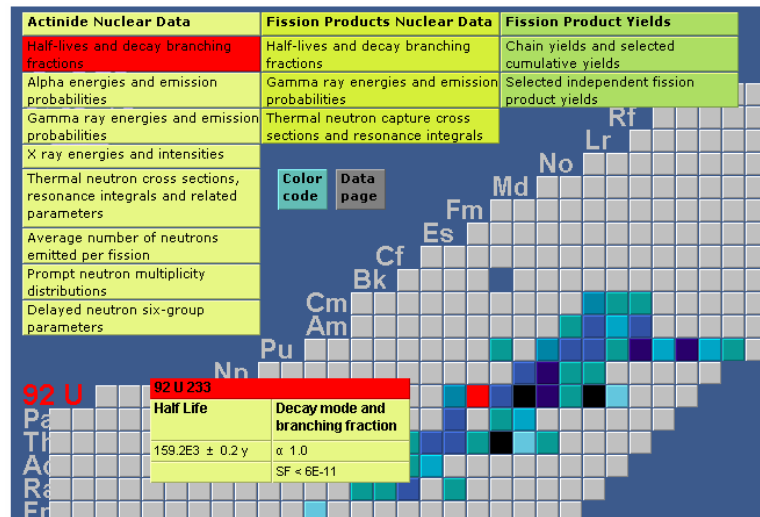 Actinide Nuclear Data
Fission Products Nuclear Data
Fission Product Yields
Half-lives and decay branching
fractions
Half-lives and decay branching
fractions
Chain yields and selected
cumulative yields
Alpha energies and emission
probabilities
Gamma ray energies and emission
probabilities
Selected independent fission
product yields
Gamma ray energies and emission
probabilities
Thermal neutron capture cross
sections and resonance integrals
X ray energies and intensities
Thermal neutron cross sections,
resonance integrals and related
parameters
Average number of neutrons
emitted per fission
Prompt neutron multiplicity
distributions
Delayed neutron six-group
parameters
Color
code
Data
page
Rf
Lr
No
Md
Fm
Es
Cf
Bk
Cm
Am
Pu
Np
92 U
Pa
Th
Ac
Ra
Fr
92 U 233
Half Life
Decay mode and
branching fraction
159.2E3 ± 0.2 y
α 1.0
SF < 6E-11